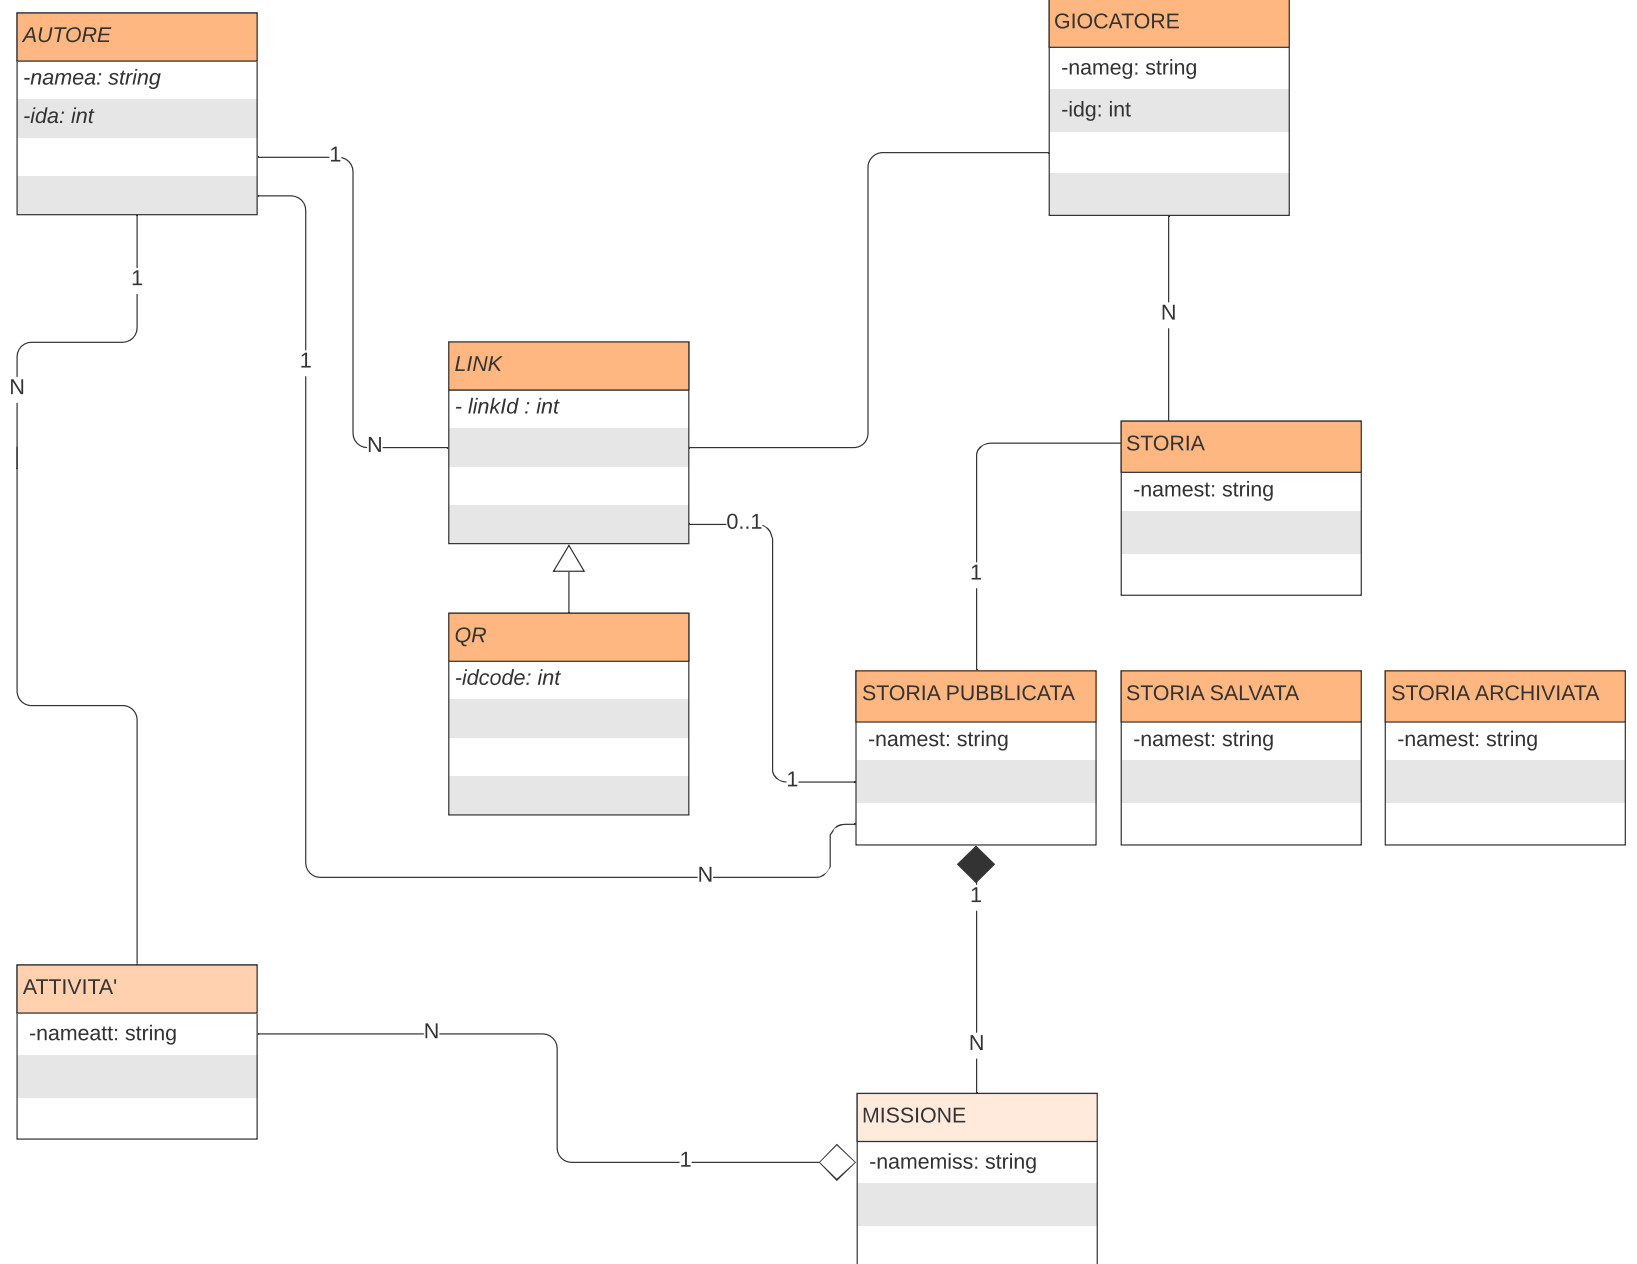 AUTORE
-namea: string
-ida: int
GIOCATORE
-nameg: string
-idg: int
1
1
1
N
N
N
LINK
- linkId : int
0..1
STORIA
-namest: string
1
QR
-idcode: int
STORIA PUBBLICATA
-namest: string
STORIA SALVATA
-namest: string
STORIA ARCHIVIATA
-namest: string
1
N
1
N
ATTIVITA'
-nameatt: string
N
1
MISSIONE
-namemiss: string